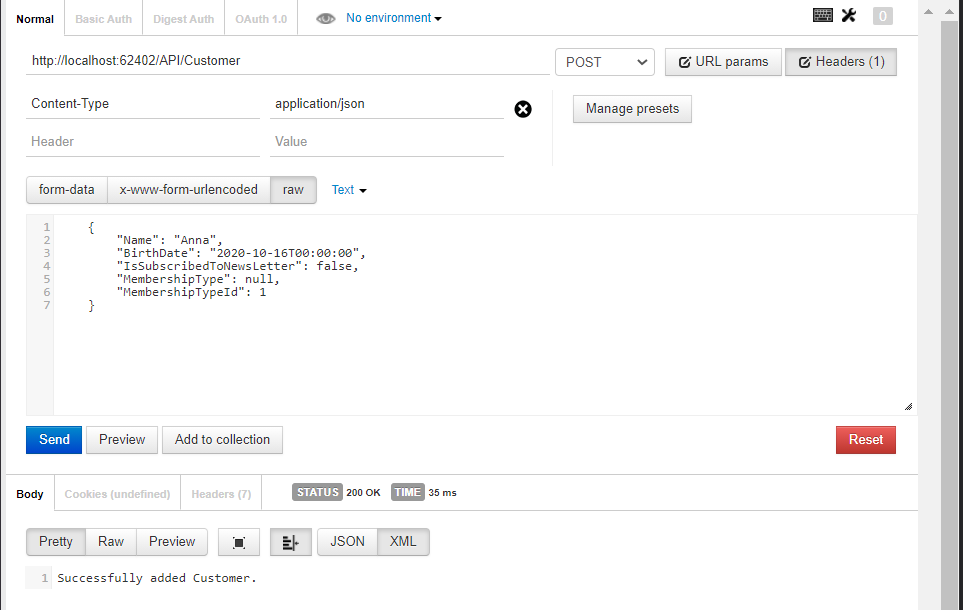 Normal Basic Auth Digest Auth OAuth 1.0 No environment 0
http://localhost:62402/API/Customer POST URL params Headers (1)
Content-Type application/json Manage presets
Header Value
form-data x-www-form-urlencoded raw Text
1 {
2 "Name": "Anna",
3 "BirthDate": "2020-10-16T00:00:00",
4 "IsSubscribedToNewsLetter": false,
5 "MembershipType": null,
6 "MembershipTypeId": 1
7 }
Send Preview Add to collection Reset
Body Cookies (undefined) Headers (7) STATUS 200 OK TIME 35 ms
Pretty Raw Preview JSON XML
1 Successfully added Customer.